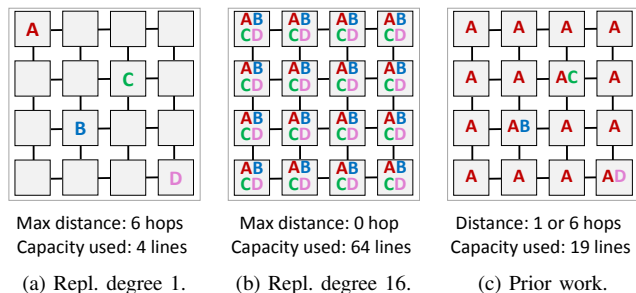 A
C
B
D
Max distance: 6 hops
Capacity used: 4 lines
(a) Repl. degree 1.
AB AB AB AB
CD CD CD CD
AB AB AB AB
CD CD CD CD
AB AB AB AB
CD CD CD CD
AB AB AB AB
CD CD CD CD
Max distance: 0 hop
Capacity used: 64 lines
(b) Repl. degree 16.
A A A A
A A AC A
A AB A A
A A A AD
Distance: 1 or 6 hops
Capacity used: 19 lines
(c) Prior work.